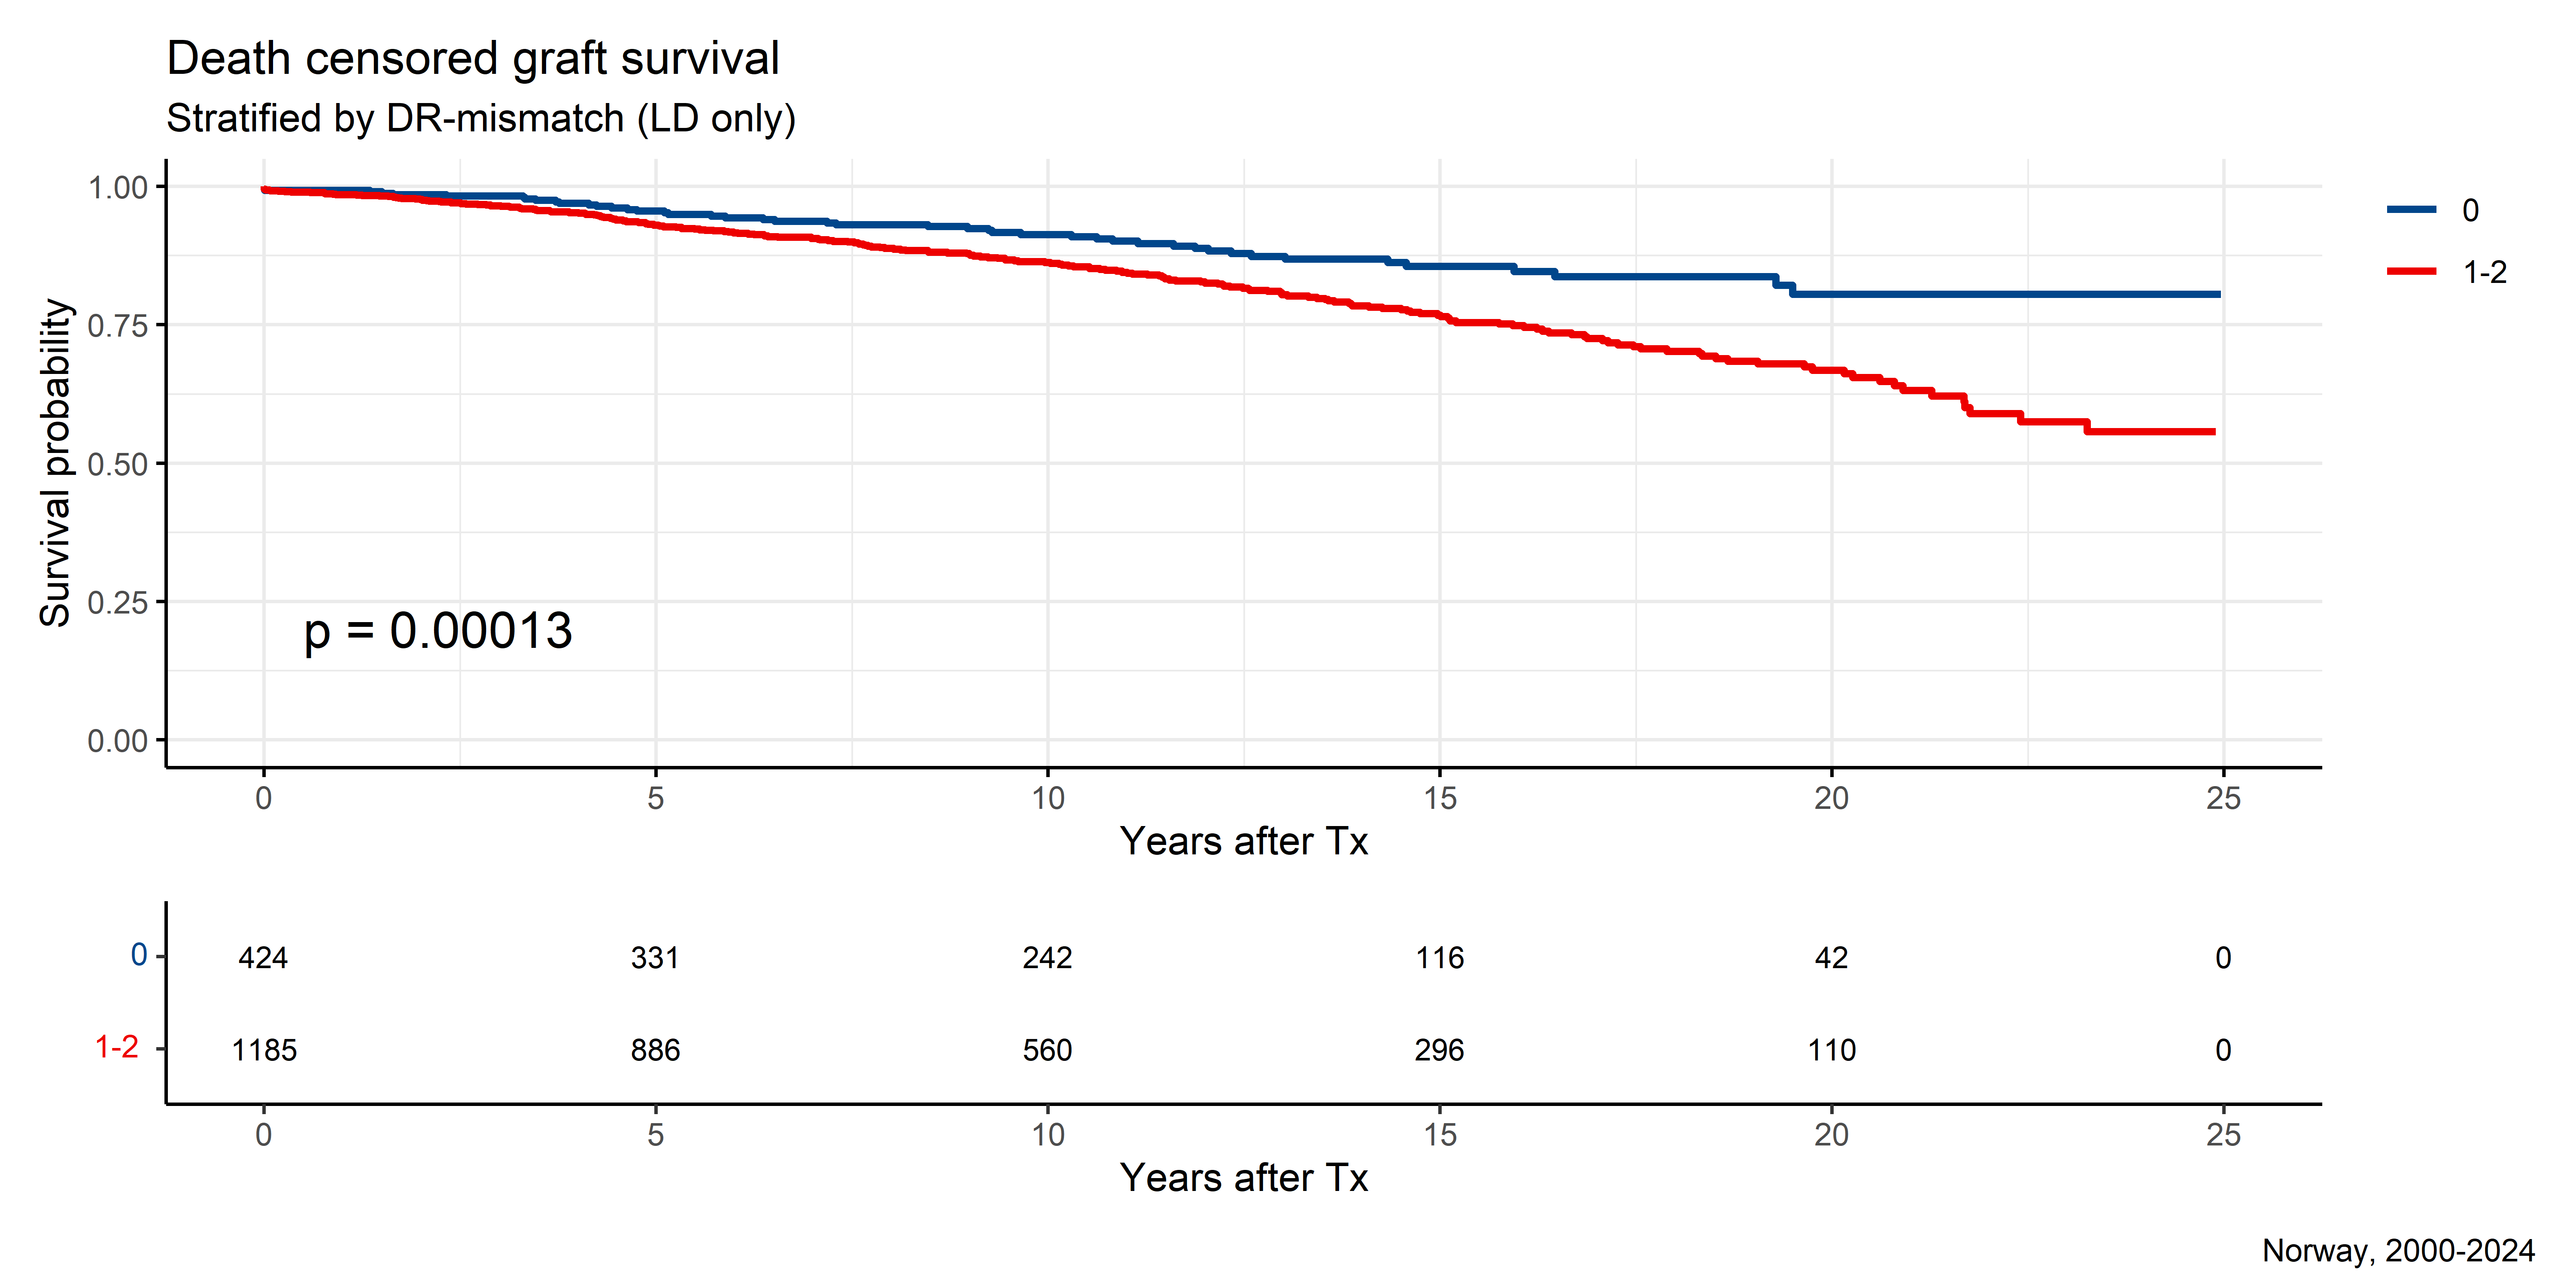 Death censored graft survival
Stratified by DR-mismatch (LD only)
Survival probability
1.00
0.75
0.50
0.25
0.00
p = 0.00013
0
1-2
0 5 10 15 20 25
Years after Tx
0 424 331 242 116 42 0
1-2 1185 886 560 296 110 0
0 5 10 15 20 25
Years after Tx
Norway, 2000-2024